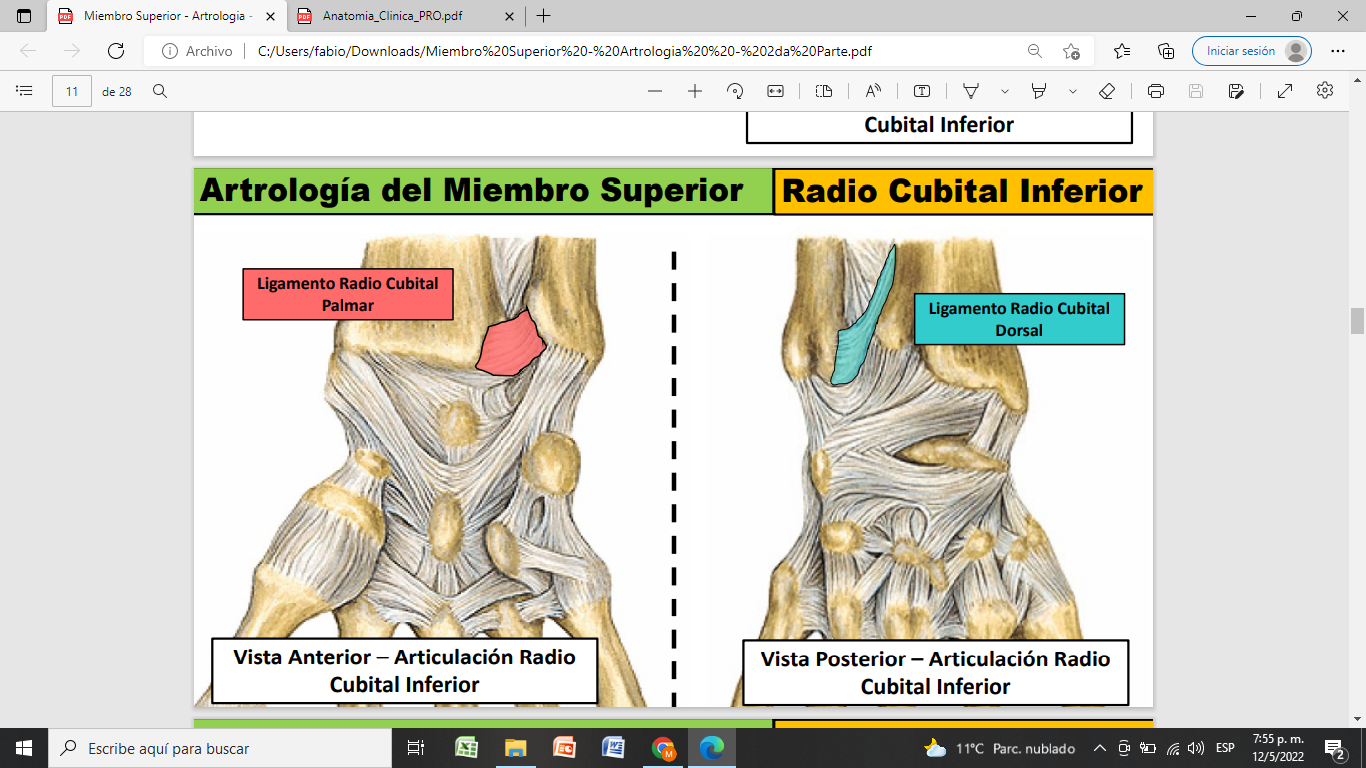 Miembro Superior - Artrologia -
Anatomia_Clinica_PRO.pdf
Archivo
C:/Users/fabio/Downloads/Miembro%20Superior%20-%20Artrologia%20%20-%202da%20Parte.pdf
Iniciar sesión
11
de 28
Cubital Inferior
Artrología del Miembro Superior
Radio Cubital Inferior
Ligamento Radio Cubital
Palmar
Ligamento Radio Cubital
Dorsal
Vista Anterior – Articulación Radio
Cubital Inferior
Vista Posterior – Articulación Radio
Cubital Inferior
Escribe aquí para buscar
11°C Parc. nublado
ESP
7:55 p. m.
12/5/2022
2